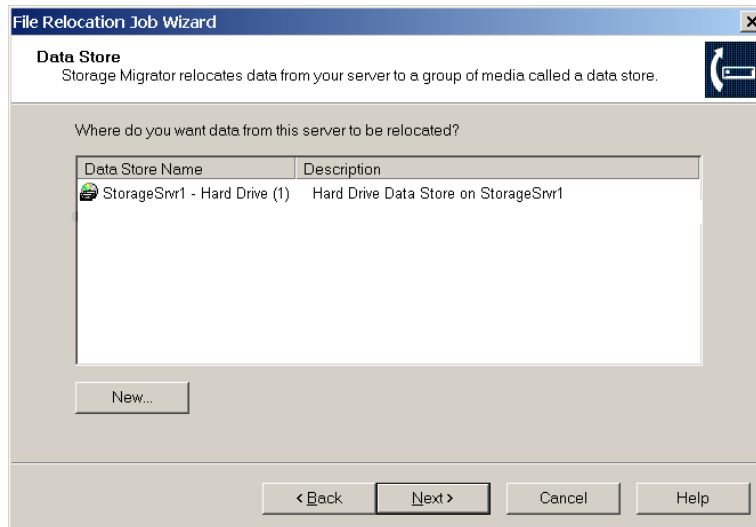 File Relocation Job Wizard
Data Store
Storage Migrator relocates data from your server to a group of media called a data store.
Where do you want data from this server to be relocated?
Data Store Name Description
StorageSrvr1 - Hard Drive (1) Hard Drive Data Store on StorageSrvr1
New...
< Back Next > Cancel Help